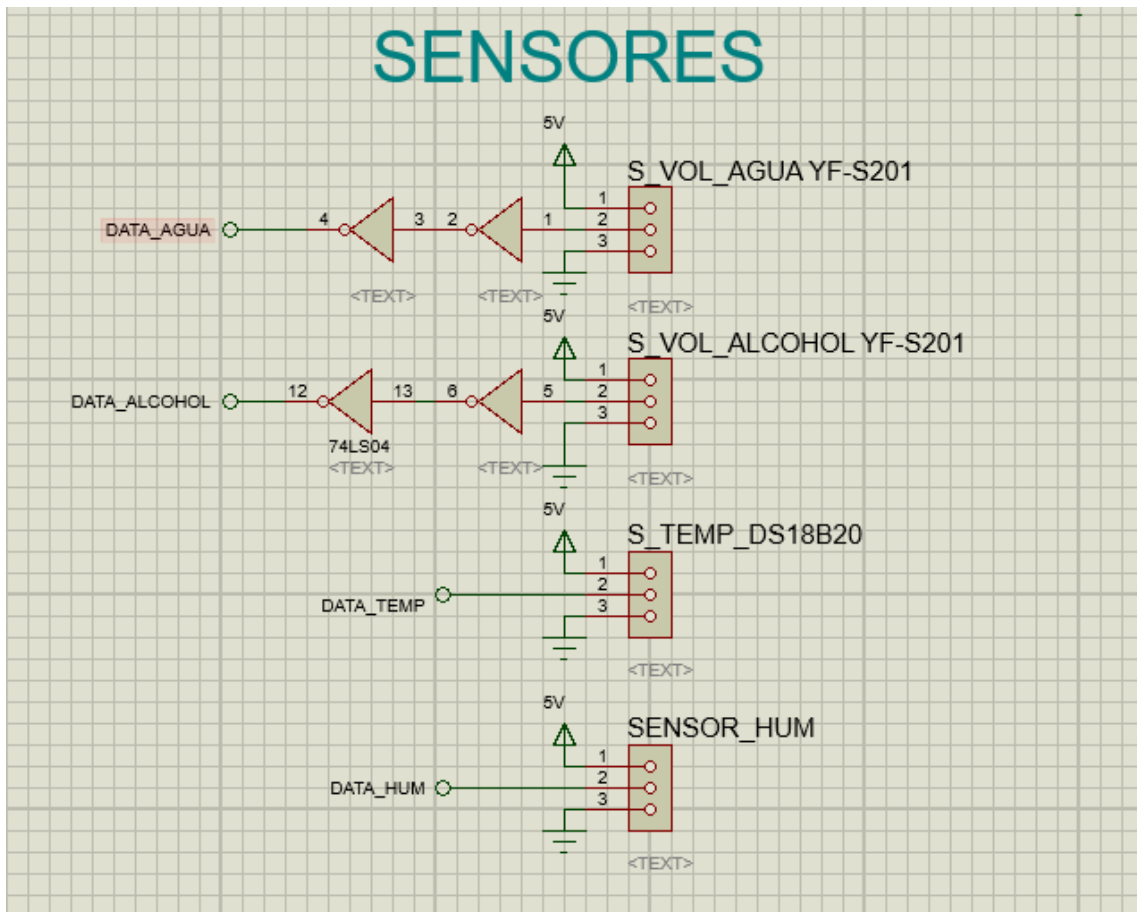 SENSORES
5V
S_VOL_AGUA YF-S201
1
DATA_AGUA 4 3 2 1 2
3
<TEXT> <TEXT> <TEXT>
5V
S_VOL_ALCOHOL YF-S201
1
DATA_ALCOHOL 12 13 6 5 2
3
74LS04
<TEXT> <TEXT> <TEXT>
5V
S_TEMP_DS18B20
1
2
DATA_TEMP 3
<TEXT>
5V
SENSOR_HUM
1
DATA_HUM 2
3
<TEXT>